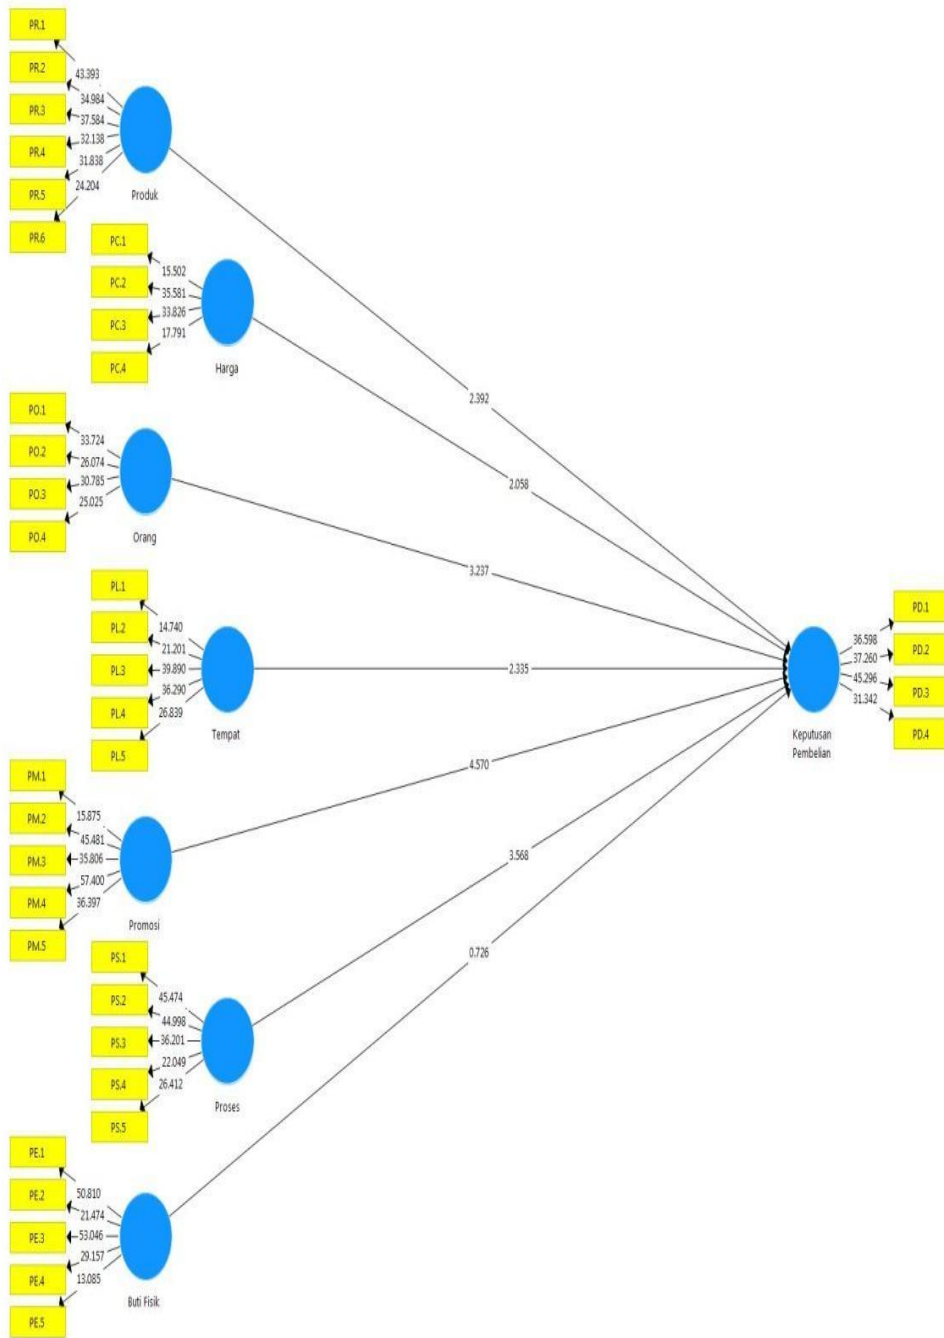 PR.1
PR.2
PR.3
PR.4
PR.5
PR.6
43.393
34.984
37.584
32.138
31.838
24.204
Produk
PC.1
PC.2
PC.3
PC.4
15.502
35.581
33.826
17.791
Harga
PO.1
PO.2
PO.3
PO.4
33.724
26.074
30.785
25.025
Orang
PL.1
PL.2
PL.3
PL.4
PL.5
14.740
21.201
39.890
36.290
26.839
Tempat
PM.1
PM.2
PM.3
PM.4
PM.5
15.875
45.481
35.806
57.400
36.397
Promosi
PS.1
PS.2
PS.3
PS.4
PS.5
45.474
44.998
36.201
22.049
26.412
Proses
PE.1
PE.2
PE.3
PE.4
PE.5
50.810
21.474
53.046
29.157
13.085
Buti Fisik
2.392
2.058
3.237
2.335
4.570
3.568
0.726
Keputusan
Pembelian
36.598
37.260
45.296
31.342
PD.1
PD.2
PD.3
PD.4